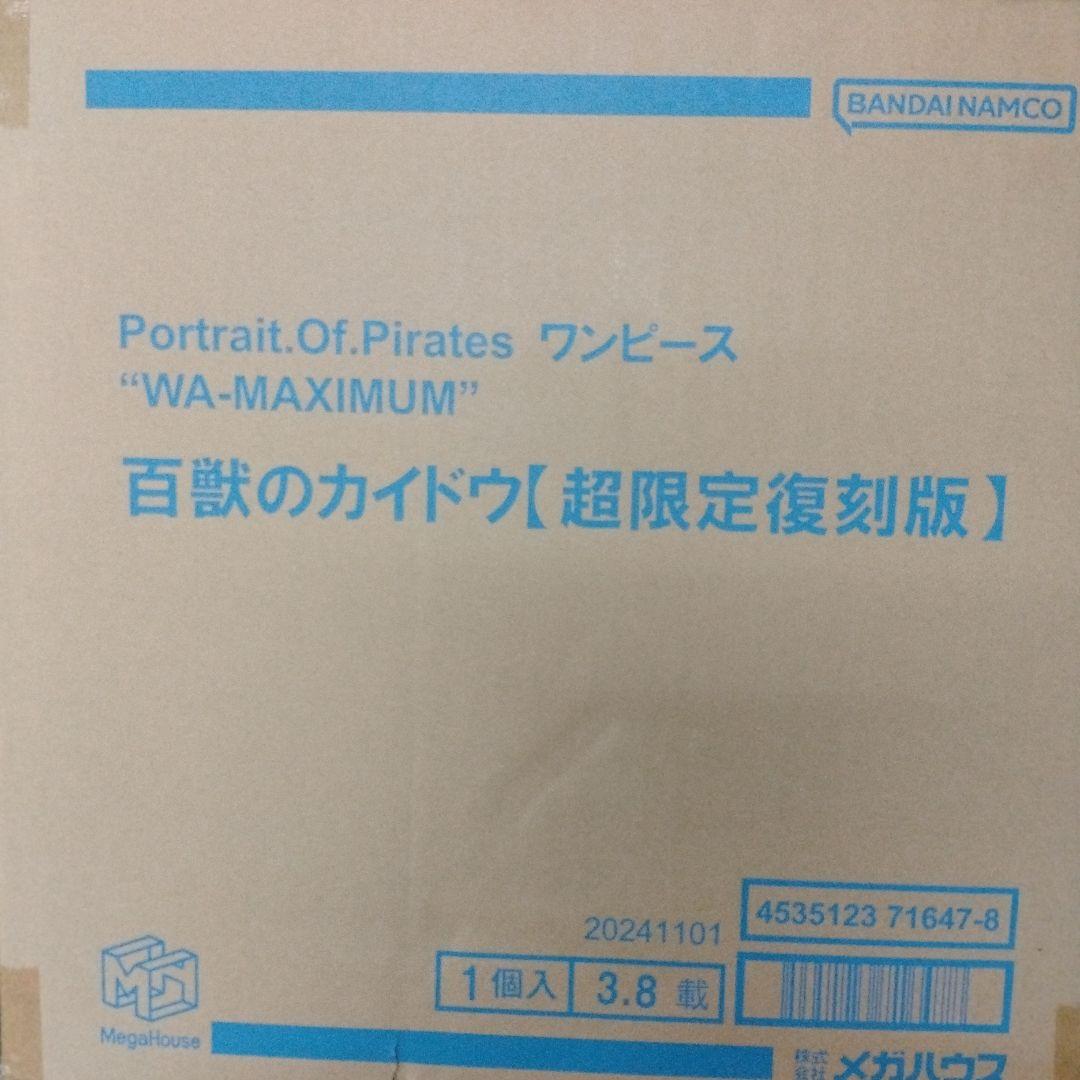 BANDAI NAMCO
Portrait.Of.Pirates ワンピース
“WA-MAXIMUM”
百獣のカイドウ【超限定復刻版】
4535123 71647-8
20241101
1個入 3.8 載
MegaHouse
株式会社 メガハウス